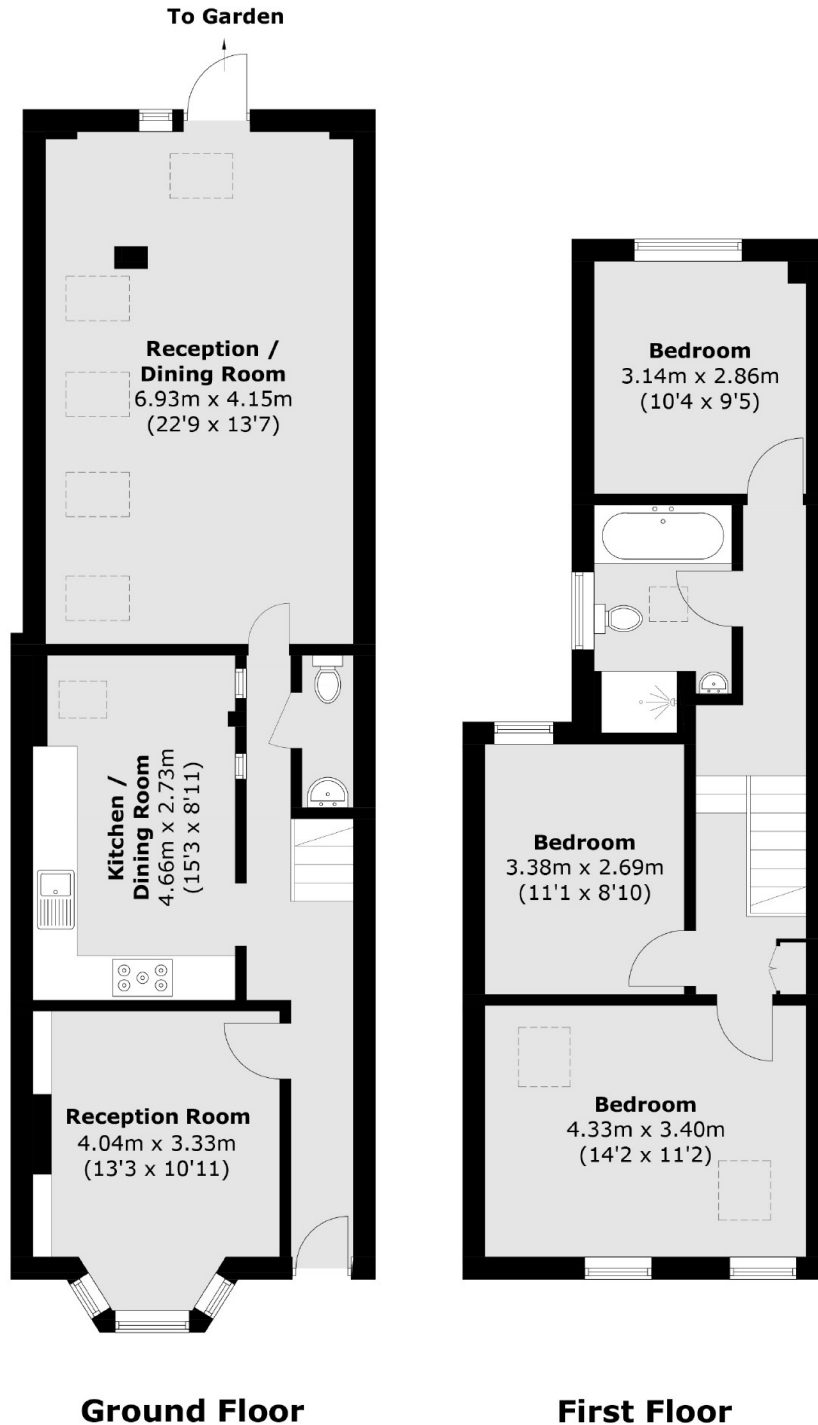 To Garden
Reception /
Dining Room
6.93m x 4.15m
(22'9 x 13'7)
Kitchen /
Dining Room
4.66m x 2.73m
(15'3 x 8'11)
Reception Room
4.04m x 3.33m
(13'3 x 10'11)
Ground Floor
Bedroom
3.14m x 2.86m
(10'4 x 9'5)
Bedroom
3.38m x 2.69m
(11'1 x 8'10)
Bedroom
4.33m x 3.40m
(14'2 x 11'2)
First Floor